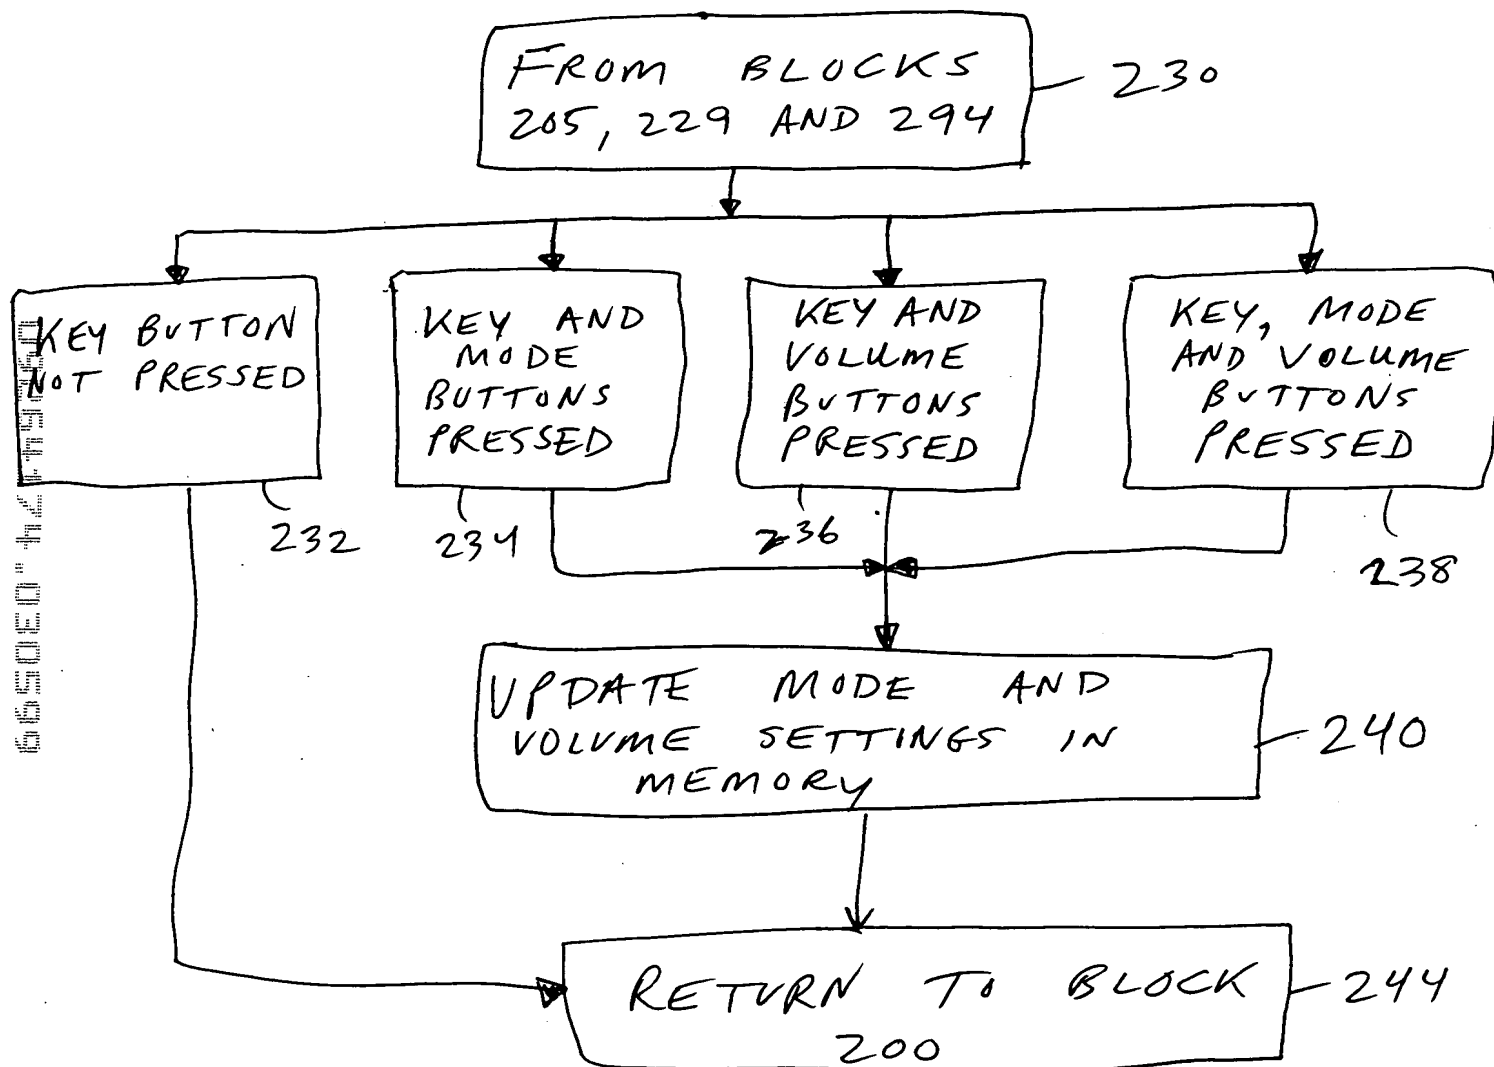 FROM BLOCKS
205, 229 AND 294
230
KEY BUTTON
NOT PRESSED
232
KEY AND
MODE
BUTTONS
PRESSED
234
KEY AND
VOLUME
BUTTONS
PRESSED
236
KEY, MODE
AND VOLUME
BUTTONS
PRESSED
238
UPDATE MODE AND
VOLUME SETTINGS IN
MEMORY
240
RETURN TO BLOCK
200
244